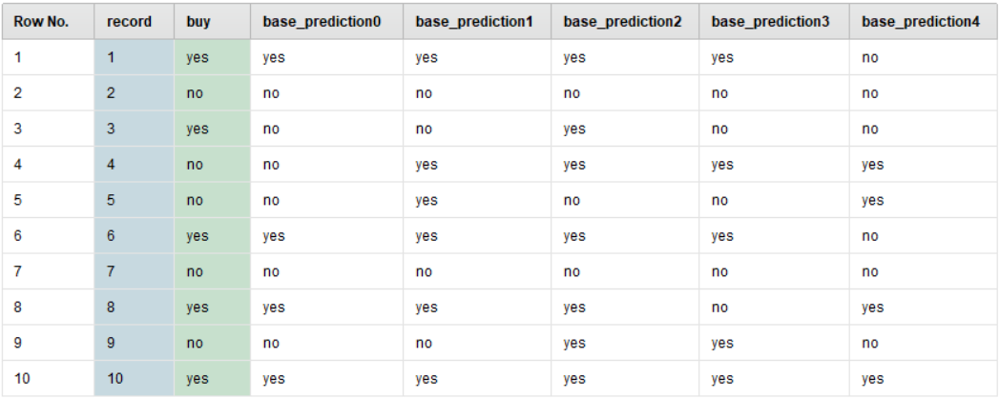 Row No. record buy base_prediction0 base_prediction1 base_prediction2 base_prediction3 base_prediction4
1 1 yes yes yes yes yes no
2 2 no no no no no no
3 3 yes no no yes no no
4 4 no no yes yes yes yes
5 5 no no yes no no yes
6 6 yes yes yes yes yes no
7 7 no no no no no no
8 8 yes yes yes yes no yes
9 9 no no no yes yes no
10 10 yes yes yes yes yes yes